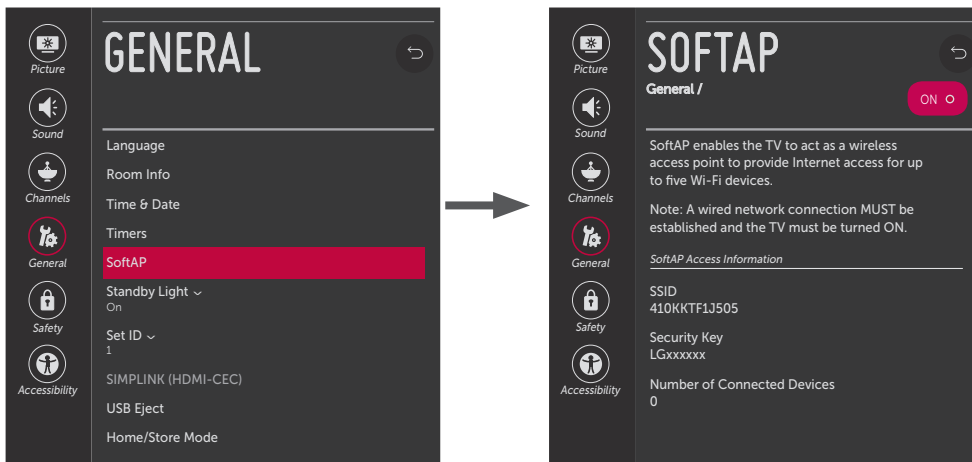 Picture
Sound
Channels
General
Safety
Accessibility
GENERAL
Language
Room Info
Time & Date
Timers
SoftAP
Standby Light
On
Set ID
1
SIMPLINK (HDMI-CEC)
USB Eject
Home/Store Mode
Picture
Sound
Channels
General
Safety
Accessibility
SOFTAP
General /
ON
SoftAP enables the TV to act as a wireless
access point to provide Internet access for up
to five Wi-Fi devices.
Note: A wired network connection MUST be
established and the TV must be turned ON.
SoftAP Access Information
SSID
410KKTF1J505
Security Key
LGxxxxxx
Number of Connected Devices
0